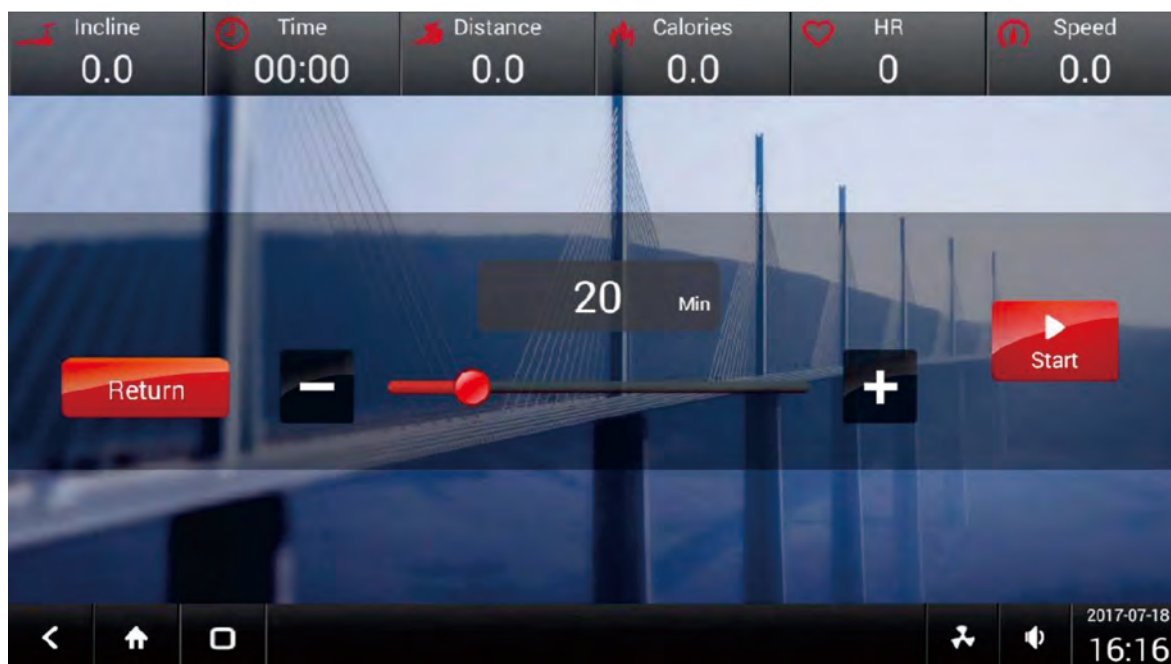 Incline Time Distance Calories HR Speed
0.0 00:00 0.0 0.0 0 0.0
20 Min
Start
Return
2017-07-18
16:16